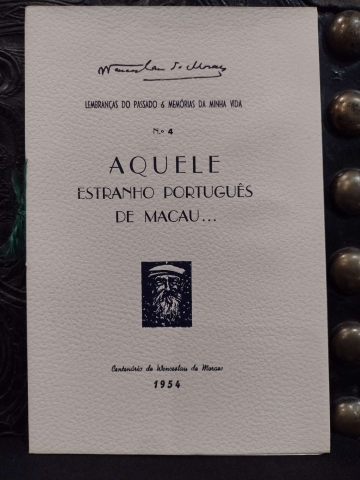 Wenceslau de Moraes
LEMBRANÇAS DO PASSADO & MEMÓRIAS DA MINHA VIDA
N.º 4
AQUELE
ESTRANHO PORTUGUÊS
DE MACAU...
Centenário de Wenceslau de Moraes
1954